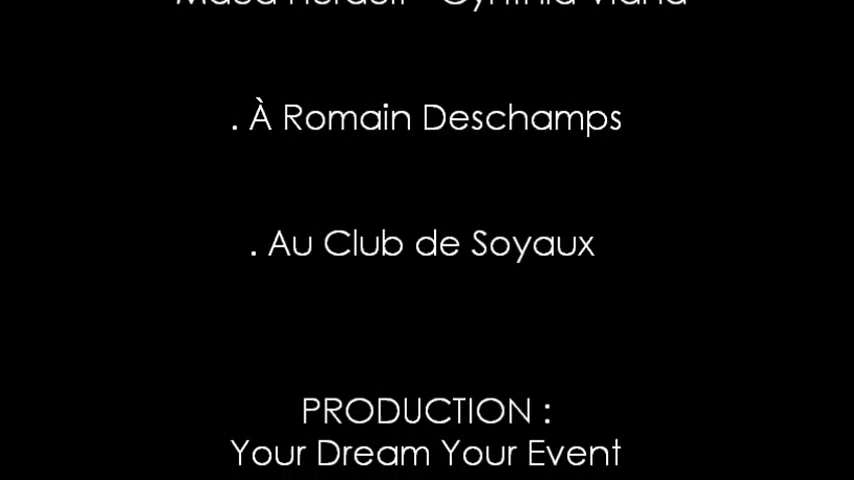 . À Romain Deschamps
. Au Club de Soyaux
PRODUCTION :
Your Dream Your Event